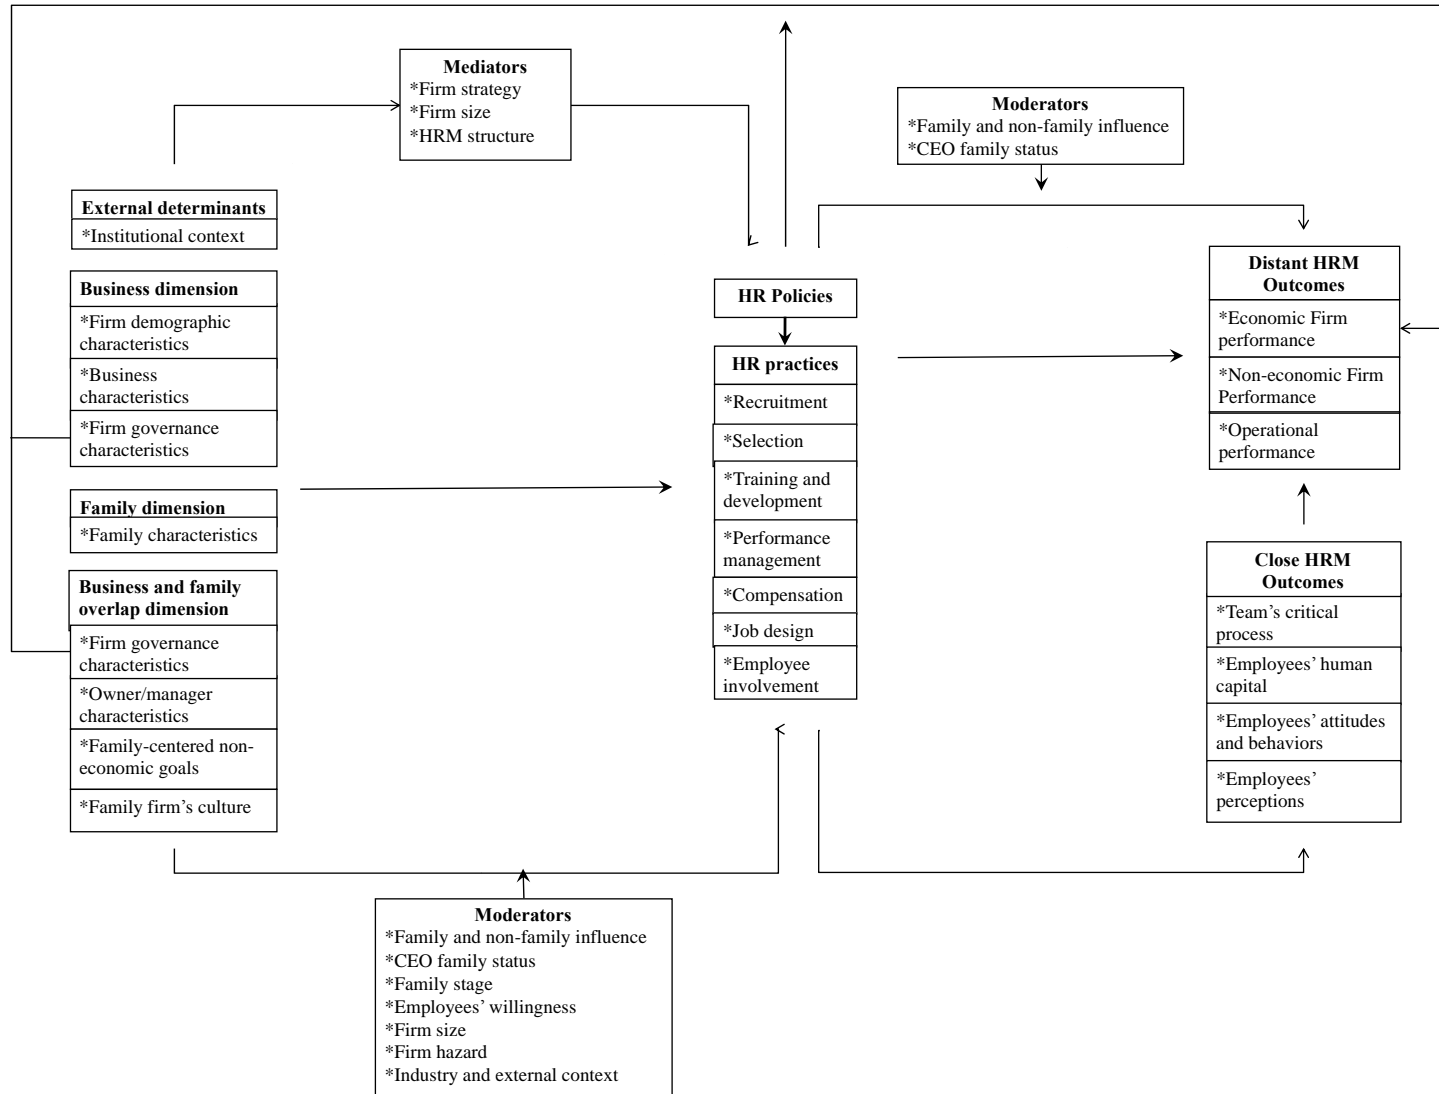 Mediators
*Firm strategy
*Firm size
*HRM structure
Moderators
*Family and non-family influence
*CEO family status
External determinants
*Institutional context
Business dimension
*Firm demographic
characteristics
*Business
characteristics
*Firm governance
characteristics
Family dimension
*Family characteristics
Business and family
overlap dimension
*Firm governance
characteristics
*Owner/manager
characteristics
*Family-centered non-
economic goals
*Family firm’s culture
HR Policies
HR practices
*Recruitment
*Selection
*Training and
development
*Performance
management
*Compensation
*Job design
*Employee
involvement
Distant HRM
Outcomes
*Economic Firm
performance
*Non-economic Firm
Performance
*Operational
performance
Close HRM
Outcomes
*Team’s critical
process
*Employees’ human
capital
*Employees’ attitudes
and behaviors
*Employees’
perceptions
Moderators
*Family and non-family influence
*CEO family status
*Family stage
*Employees’ willingness
*Firm size
*Firm hazard
*Industry and external context